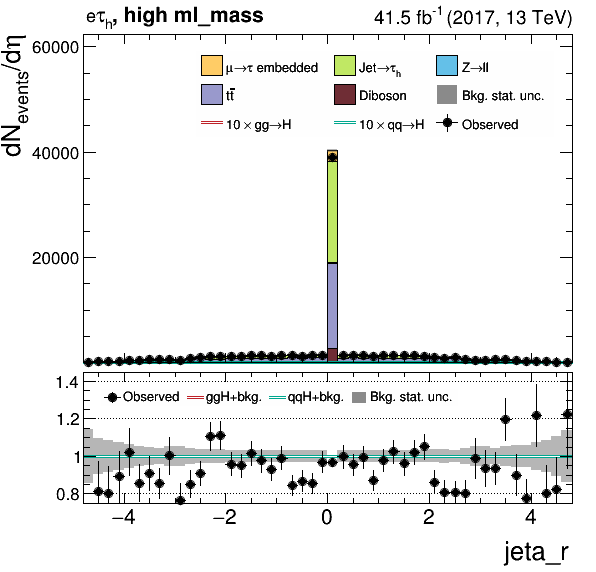 eτh, high ml_mass
41.5 fb-1 (2017, 13 TeV)
dNevents/dη
60000
40000
20000
μ→τ embedded
Jet→τh
Z→ll
tt̄
Diboson
Bkg. stat. unc.
10 × gg→H
10 × qq→H
Observed
1.4
1.2
1
0.8
Observed
ggH+bkg.
qqH+bkg.
Bkg. stat. unc.
−4
−2
0
2
4
jeta_r